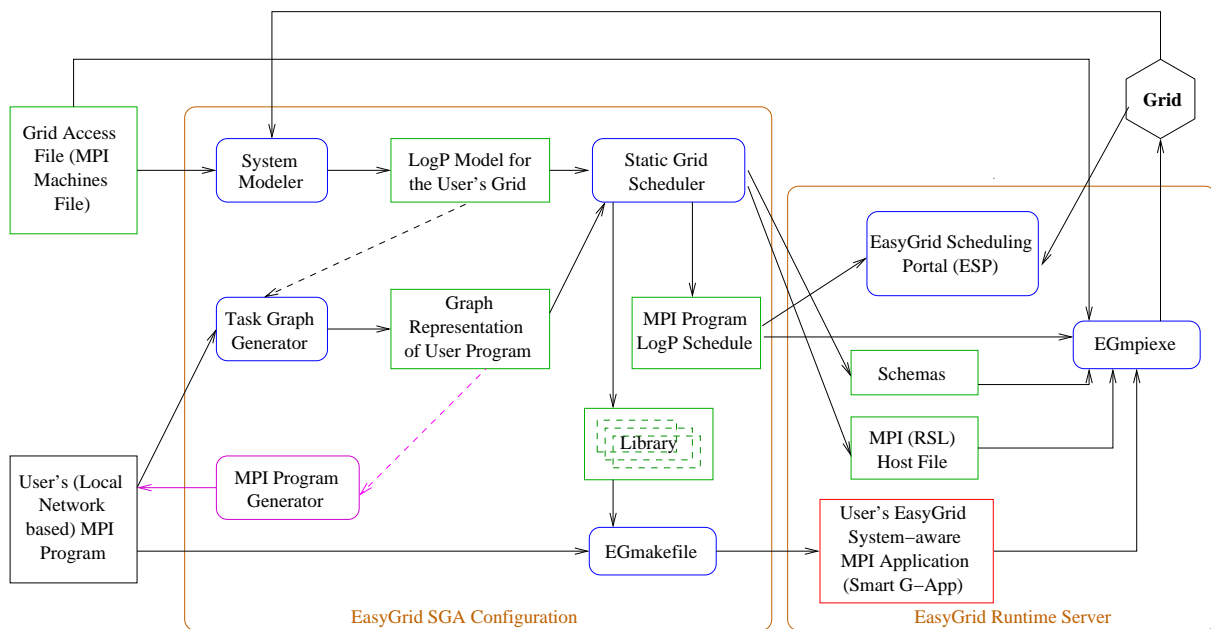 Grid
Grid Access
File (MPI
Machines
File)
System
Modeler
LogP Model for
the User's Grid
Static Grid
Scheduler
EasyGrid Scheduling
Portal (ESP)
Task Graph
Generator
Graph
Representation
of User Program
MPI Program
LogP Schedule
EGmpiexe
Schemas
MPI (RSL)
Host File
Library
User's (Local
Network
based) MPI
Program
MPI Program
Generator
EGmakefile
User's EasyGrid
System−aware
MPI Application
(Smart G−App)
EasyGrid SGA Configuration
EasyGrid Runtime Server